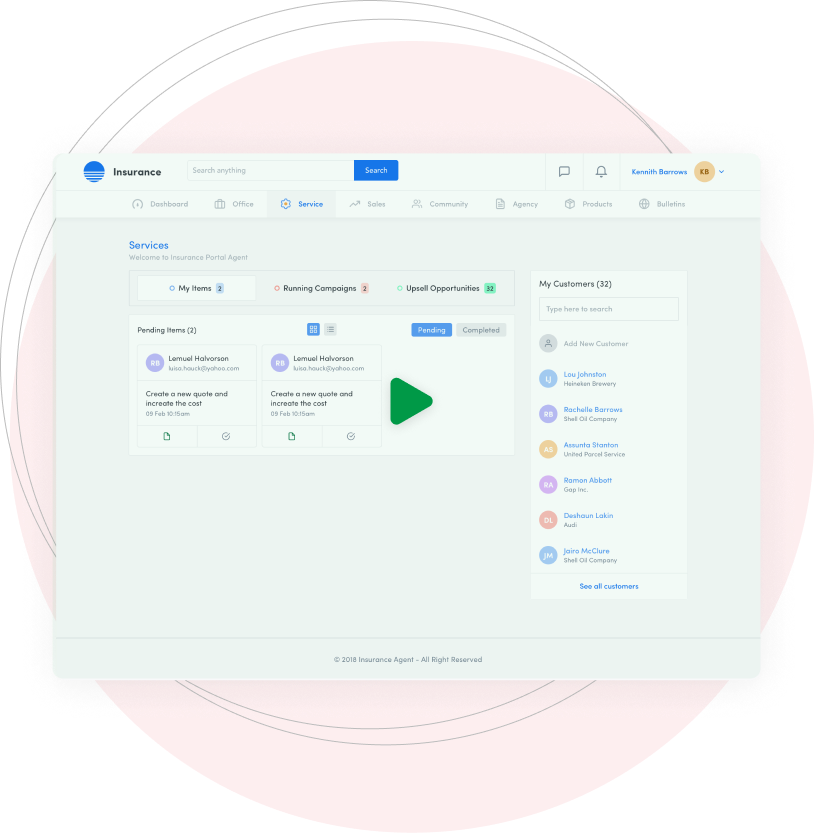 Insurance
Search anything
Search
Kennith Barrows
KB
Dashboard
Office
Service
Sales
Community
Agency
Products
Bulletins
Services
Welcome to Insurance Portal Agent
My Items 2
Running Campaigns 2
Upsell Opportunities 32
Pending Items (2)
Pending
Completed
RB
Lemuel Halvorson
luisa.hauck@yahoo.com
Create a new quote and
increate the cost
09 Feb 10:15am
RB
Lemuel Halvorson
luisa.hauck@yahoo.com
Create a new quote and
increate the cost
09 Feb 10:15am
My Customers (32)
Type here to search
Add New Customer
LJ
Lou Johnston
Heineken Brewery
RB
Rachelle Barrows
Shell Oil Company
AS
Assunta Stanton
United Parcel Service
RA
Ramon Abbott
Gap Inc.
DL
Deshaun Lakin
Audi
JM
Jairo McClure
Shell Oil Company
See all customers
© 2018 Insurance Agent - All Right Reserved